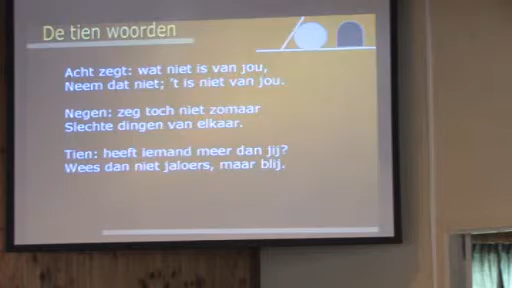 De tien woorden
Acht zegt: wat niet is van jou,
Neem dat niet; 't is niet van jou.
Negen: zeg toch niet zomaar
Slechte dingen van elkaar.
Tien: heeft iemand meer dan jij?
Wees dan niet jaloers, maar blij.